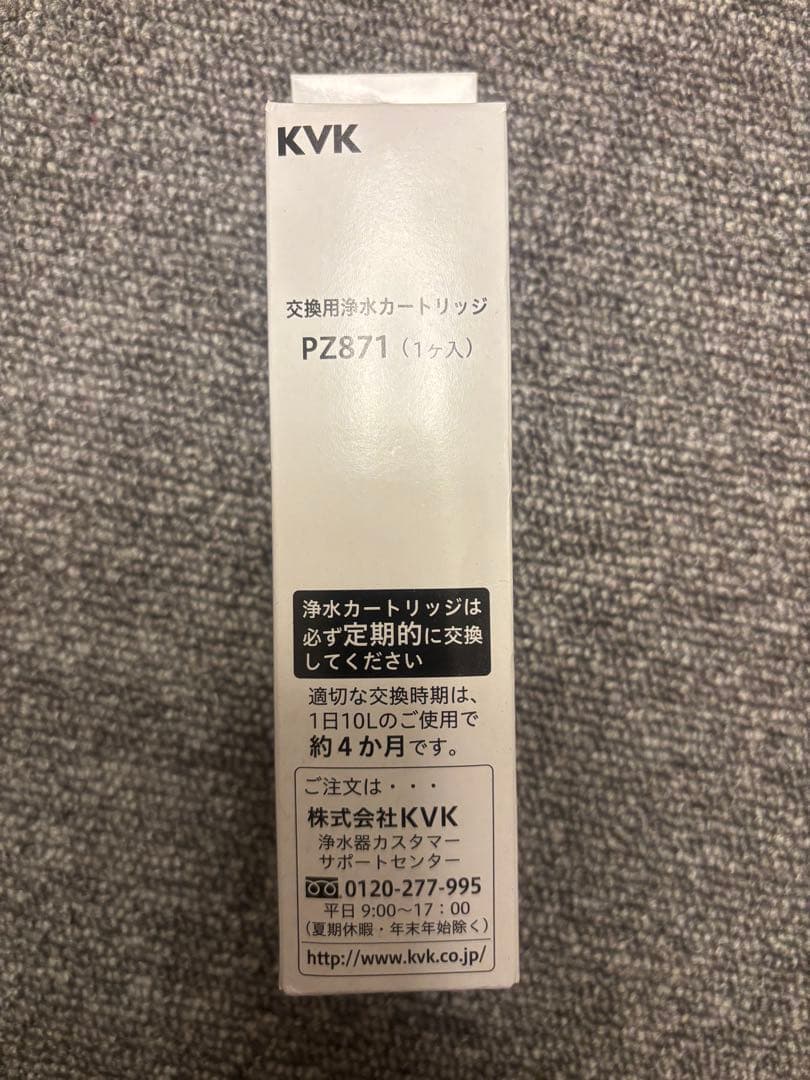 KVK
交換用浄水カートリッジ
PZ871（1ヶ入）
浄水カートリッジは
必ず定期的に交換
してください
適切な交換時期は、
1日10Lのご使用で
約4か月です。
ご注文は・・・
株式会社KVK
浄水器カスタマー
サポートセンター
0120-277-995
平日 9:00～17：00
（夏期休暇・年末年始除く）
http://www.kvk.co.jp/